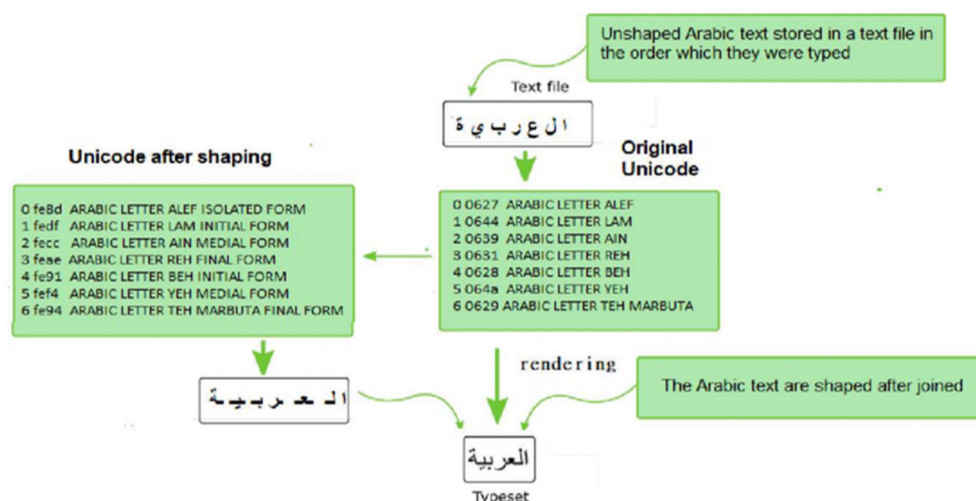 Unshaped Arabic text stored in a text file in
the order which they were typed
Text file
ا ل ع ر ب ي ة
Unicode after shaping
0 fe8d ARABIC LETTER ALEF ISOLATED FORM
1 fedf ARABIC LETTER LAM INITIAL FORM
2 fecc ARABIC LETTER AIN MEDIAL FORM
3 feae ARABIC LETTER REH FINAL FORM
4 fe91 ARABIC LETTER BEH INITIAL FORM
5 fef4 ARABIC LETTER YEH MEDIAL FORM
6 fe94 ARABIC LETTER TEH MARBUTA FINAL FORM
Original
Unicode
0 0627 ARABIC LETTER ALEF
1 0644 ARABIC LETTER LAM
2 0639 ARABIC LETTER AIN
3 0631 ARABIC LETTER REH
4 0628 ARABIC LETTER BEH
5 064a ARABIC LETTER YEH
6 0629 ARABIC LETTER TEH MARBUTA
rendering
The Arabic text are shaped after joined
ا لـ ـعـ ـر بـ ـيـ ـة
العربية
Typeset